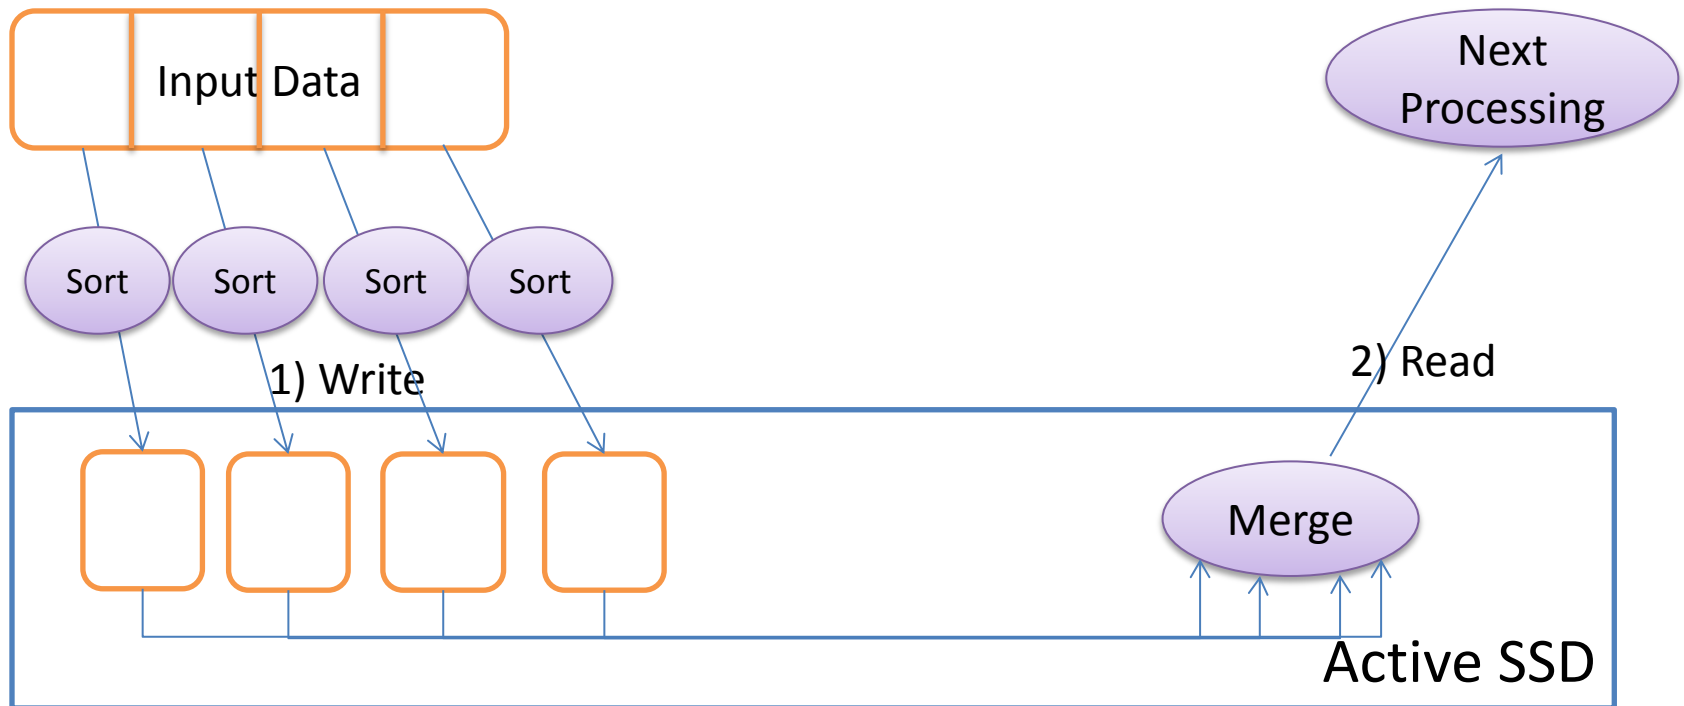 Input Data
Next
Processing
Sort
Sort
Sort
Sort
1) Write
2) Read
Merge
Active SSD